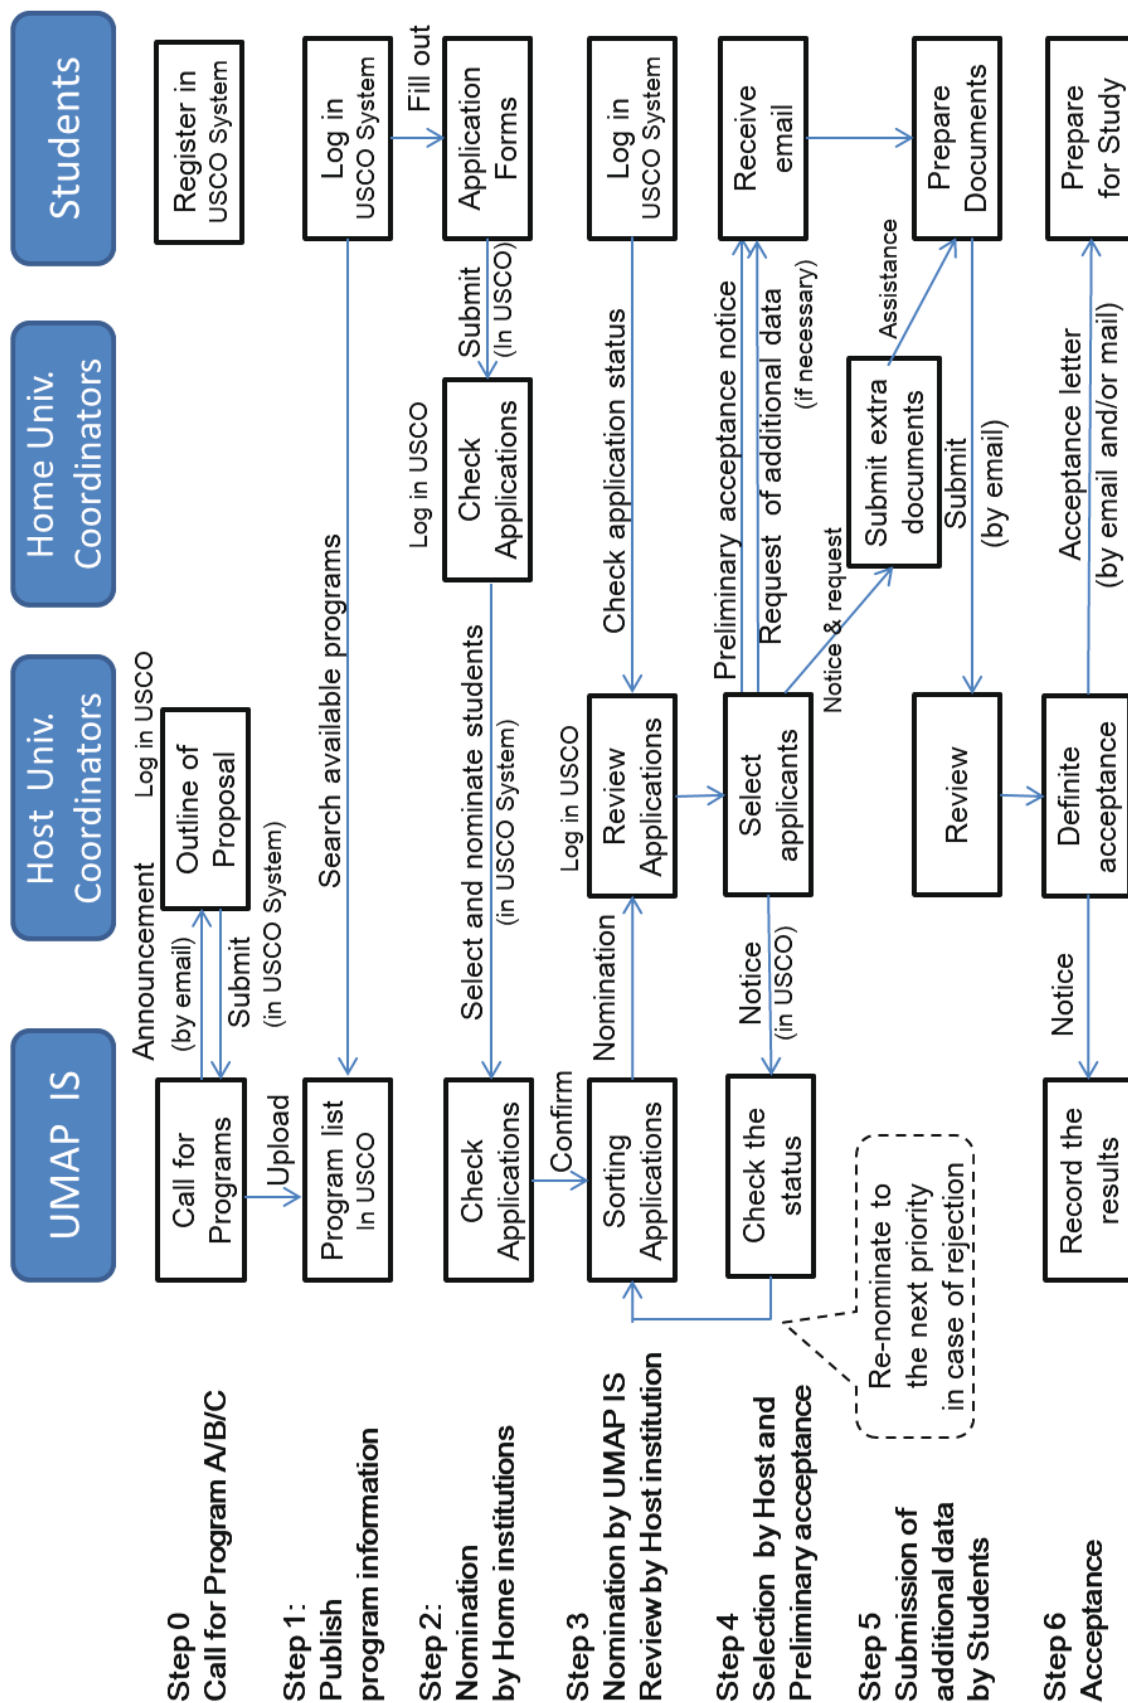 UMAP IS
Host Univ.
Coordinators
Home Univ.
Coordinators
Students
Step 0
Call for Program A/B/C
Call for
Programs
Announcement
(by email)
Submit
(in USCO System)
Log in USCO
Outline of
Proposal
Register in
USCO System
Upload
Step 1:
Publish
program information
Program list
In USCO
Search available programs
Log in
USCO System
Fill out
Step 2:
Nomination
by Home institutions
Check
Applications
Select and nominate students
(in USCO System)
Log in USCO
Check
Applications
Submit
(In USCO)
Application
Forms
Confirm
Step 3
Nomination by UMAP IS
Review by Host institution
Sorting
Applications
Nomination
Log in USCO
Review
Applications
Check application status
Log in
USCO System
Step 4
Selection by Host and
Preliminary acceptance
Check the
status
Notice
(in USCO)
Select
applicants
Preliminary acceptance notice
Request of additional data
(if necessary)
Receive
email
Re-nominate to
the next priority
in case of rejection
Notice & request
Submit extra
documents
Assistance
Step 5
Submission of
additional data
by Students
Review
Submit
(by email)
Prepare
Documents
Step 6
Acceptance
Record the
results
Notice
Definite
acceptance
Acceptance letter
(by email and/or mail)
Prepare
for Study